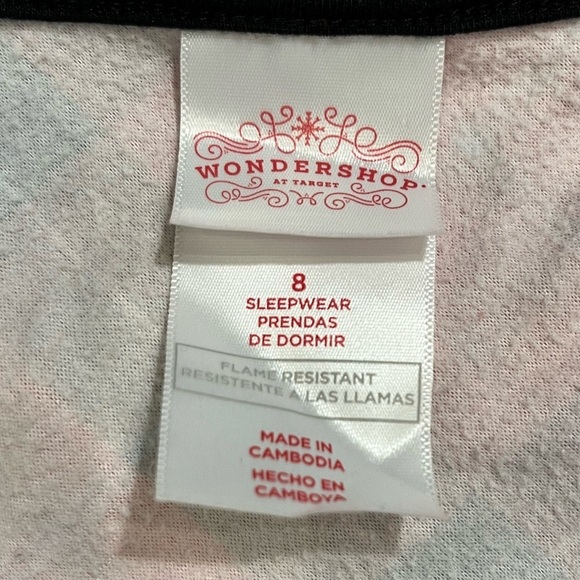 WONDERSHOP
AT TARGET
8
SLEEPWEAR
PRENDAS
DE DORMIR
FLAME RESISTANT
RESISTENTE A LAS LLAMAS
MADE IN
CAMBODIA
HECHO EN
CAMBOYA